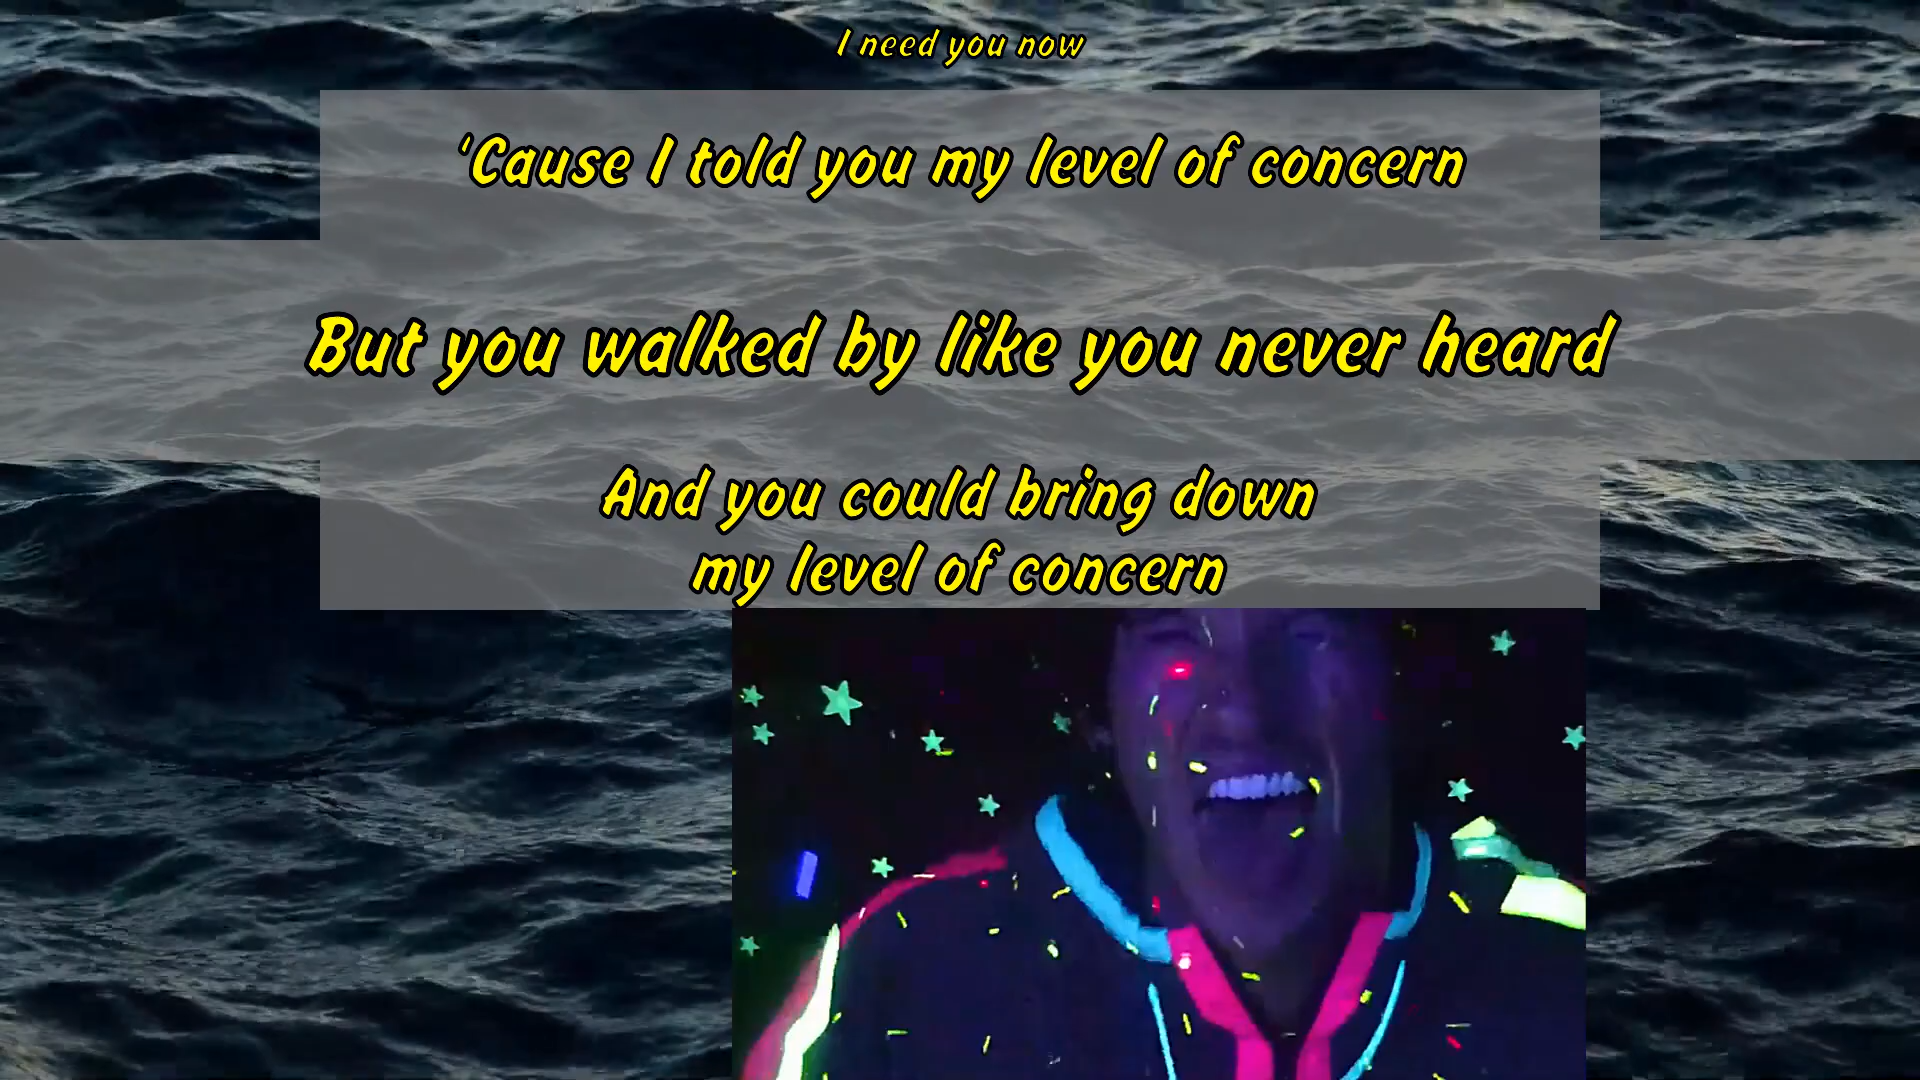 I need you now
'Cause I told you my level of concern
But you walked by like you never heard
And you could bring down
my level of concern